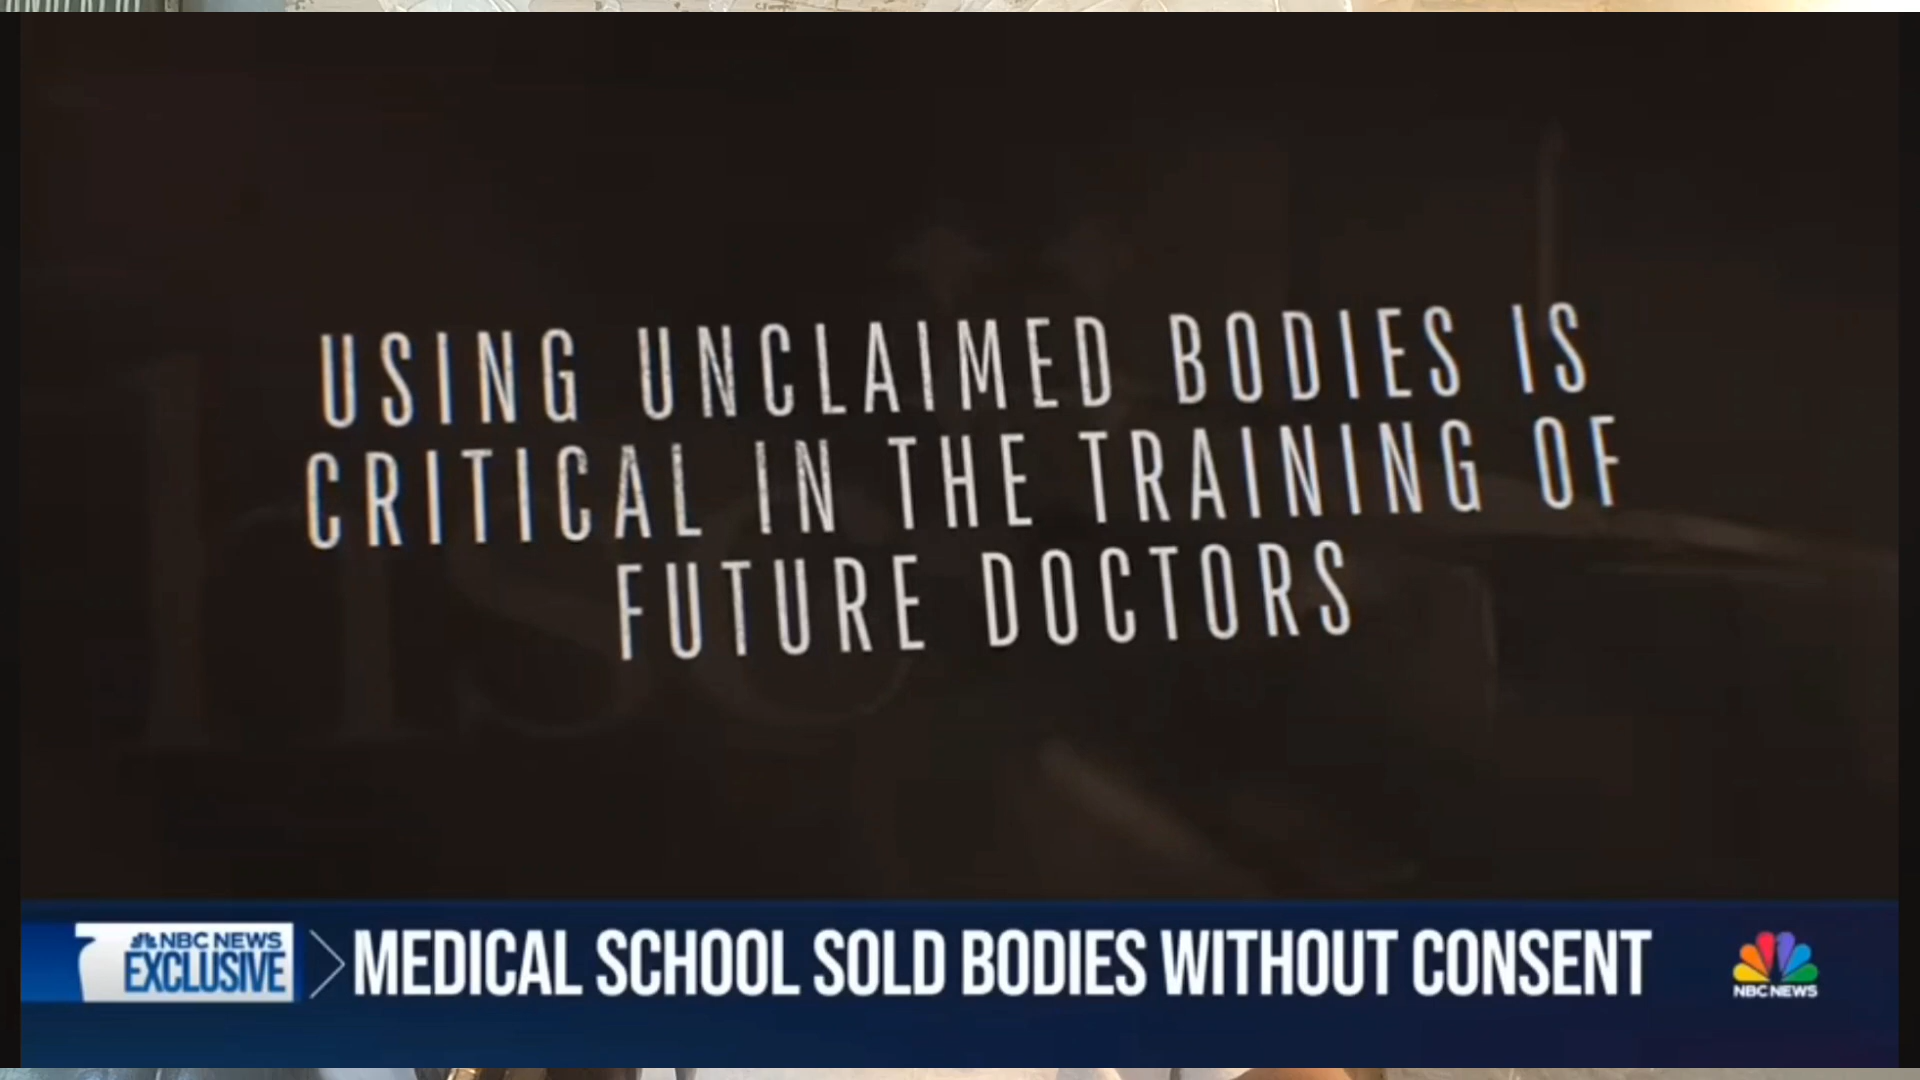 USING UNCLAIMED BODIES IS
CRITICAL IN THE TRAINING OF
FUTURE DOCTORS
NBC NEWS
EXCLUSIVE
MEDICAL SCHOOL SOLD BODIES WITHOUT CONSENT
NBC NEWS